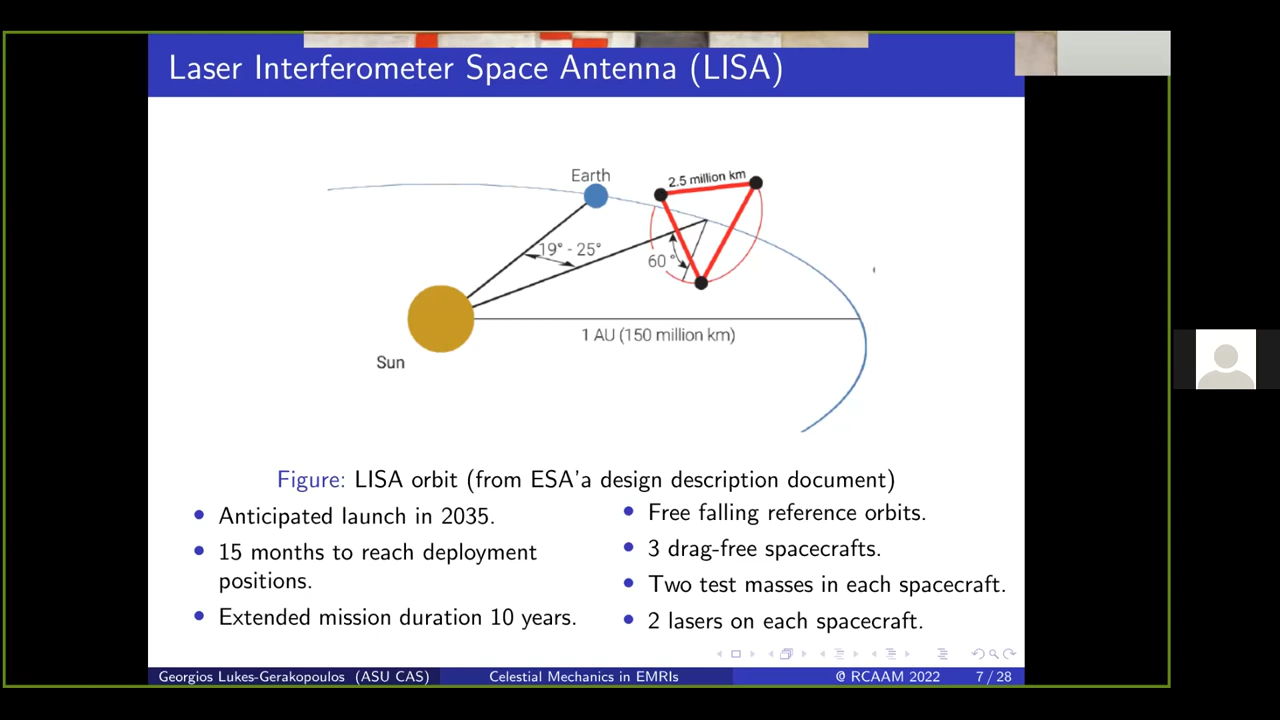 Laser Interferometer Space Antenna (LISA)
Earth
2.5 million km
19° - 25°
60°
1 AU (150 million km)
Sun
Figure: LISA orbit (from ESA'a design description document)
• Anticipated launch in 2035.
• 15 months to reach deployment
positions.
• Extended mission duration 10 years.
• Free falling reference orbits.
• 3 drag-free spacecrafts.
• Two test masses in each spacecraft.
• 2 lasers on each spacecraft.
Georgios Lukes-Gerakopoulos (ASU CAS)
Celestial Mechanics in EMRIs
@ RCAAM 2022
7 / 28